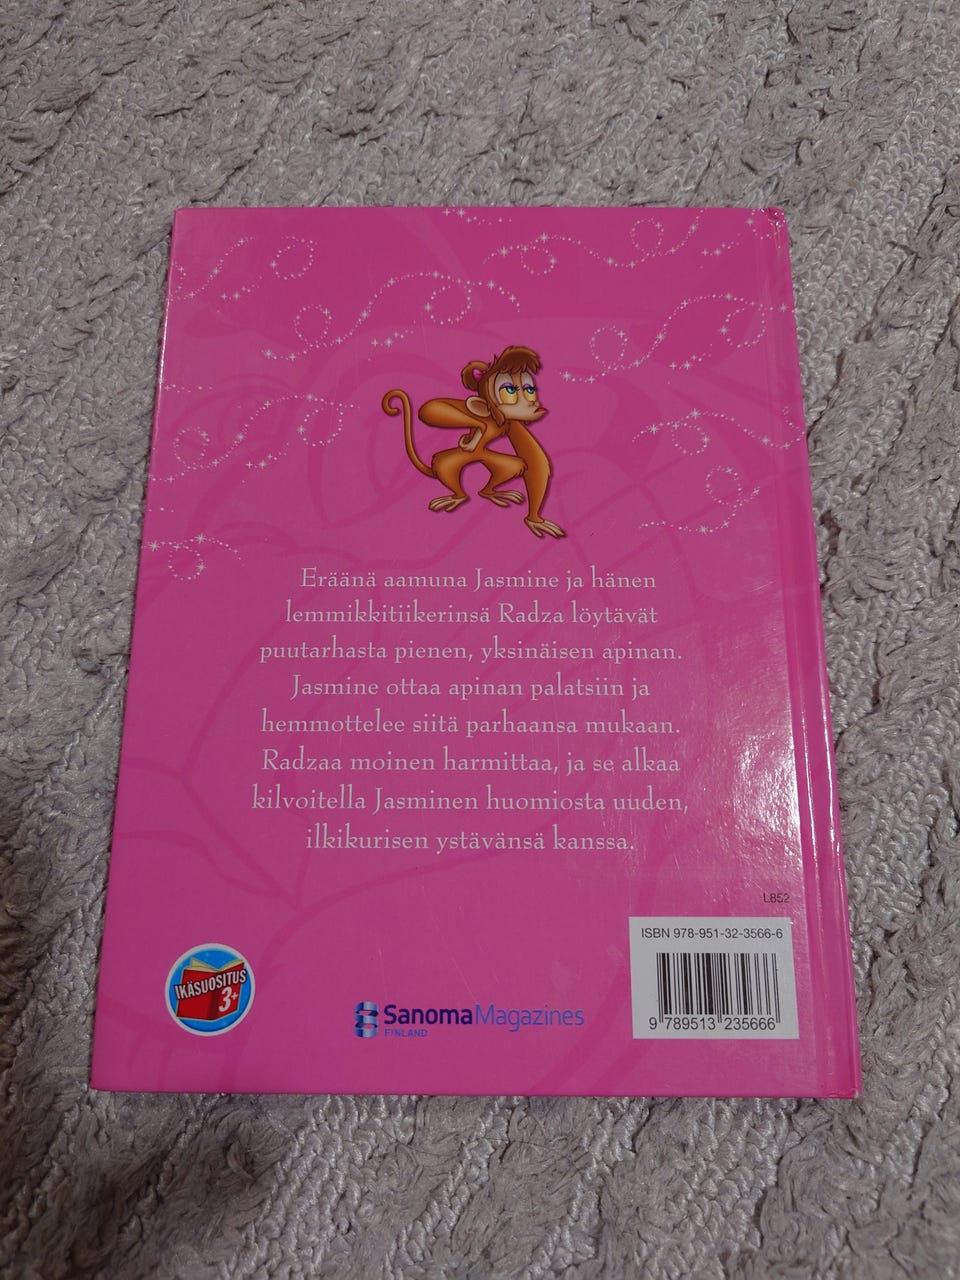 Eräänä aamuna Jasmine ja hänen
lemmikkitiikerinsä Radza löytävät
puutarhasta pienen, yksinäisen apinan.
Jasmine ottaa apinan palatsiin ja
hemmottelee siitä parhaansa mukaan.
Radzaa moinen harmittaa, ja se alkaa
kilvoitella Jasminen huomiosta uuden,
ilkikurisen ystävänsä kanssa.
L852
ISBN 978-951-32-3566-6
9 789513 235666
IKÄSUOSITUS
3+
SanomaMagazines
FINLAND